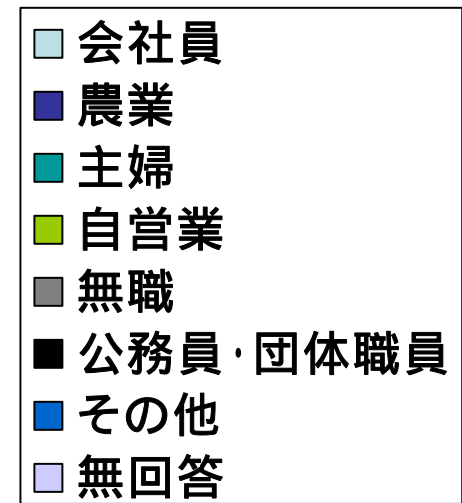 会社員
農業
主婦
自営業
無職
公務員・団体職員
その他
無回答